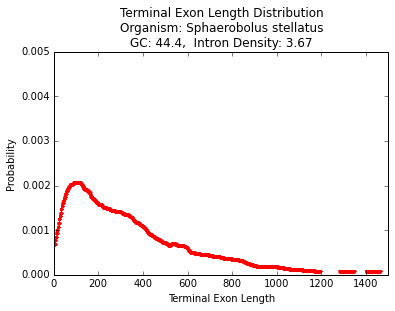 Terminal Exon Length Distribution
Organism: Sphaerobolus stellatus
GC: 44.4,  Intron Density: 3.67
0.005
0.004
0.003
0.002
0.001
0.000
Probability
0
200
400
600
800
1000
1200
1400
Terminal Exon Length